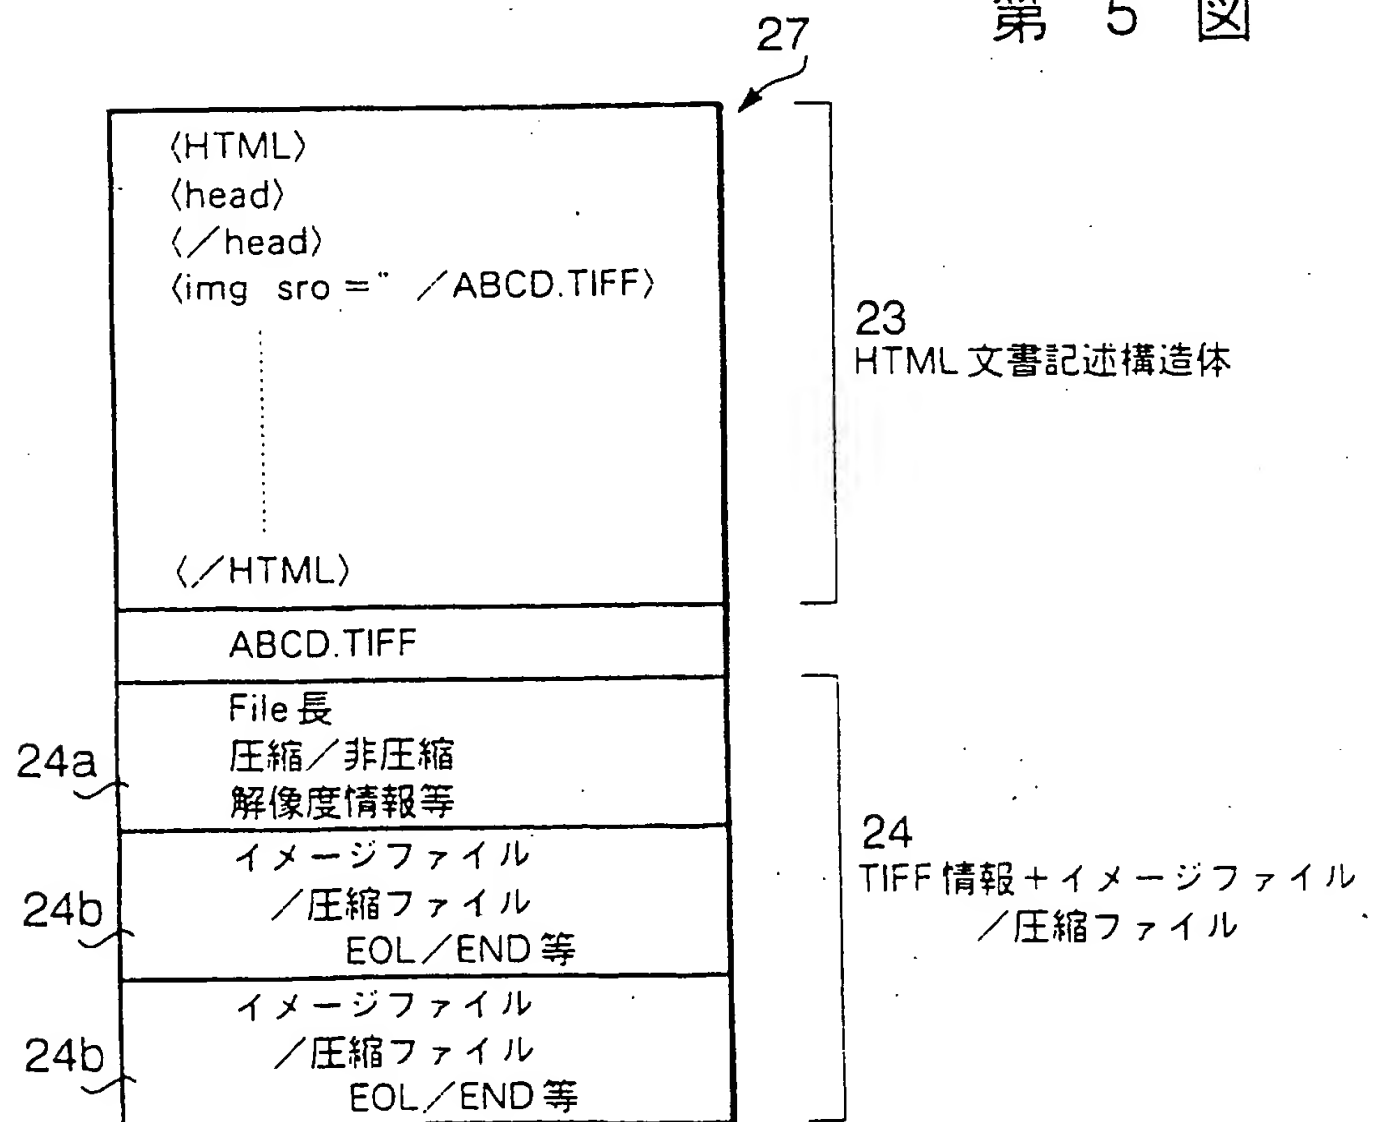 第 5 図
27
〈HTML〉
〈head〉
〈／head〉
〈img sro =" ／ABCD.TIFF〉
〈／HTML〉
23
HTML 文書記述構造体
ABCD.TIFF
File 長
圧縮／非圧縮
解像度情報等
24a
イメージファイル
／圧縮ファイル
EOL／END 等
24b
24
TIFF 情報＋イメージファイル
／圧縮ファイル
イメージファイル
／圧縮ファイル
EOL／END 等
24b